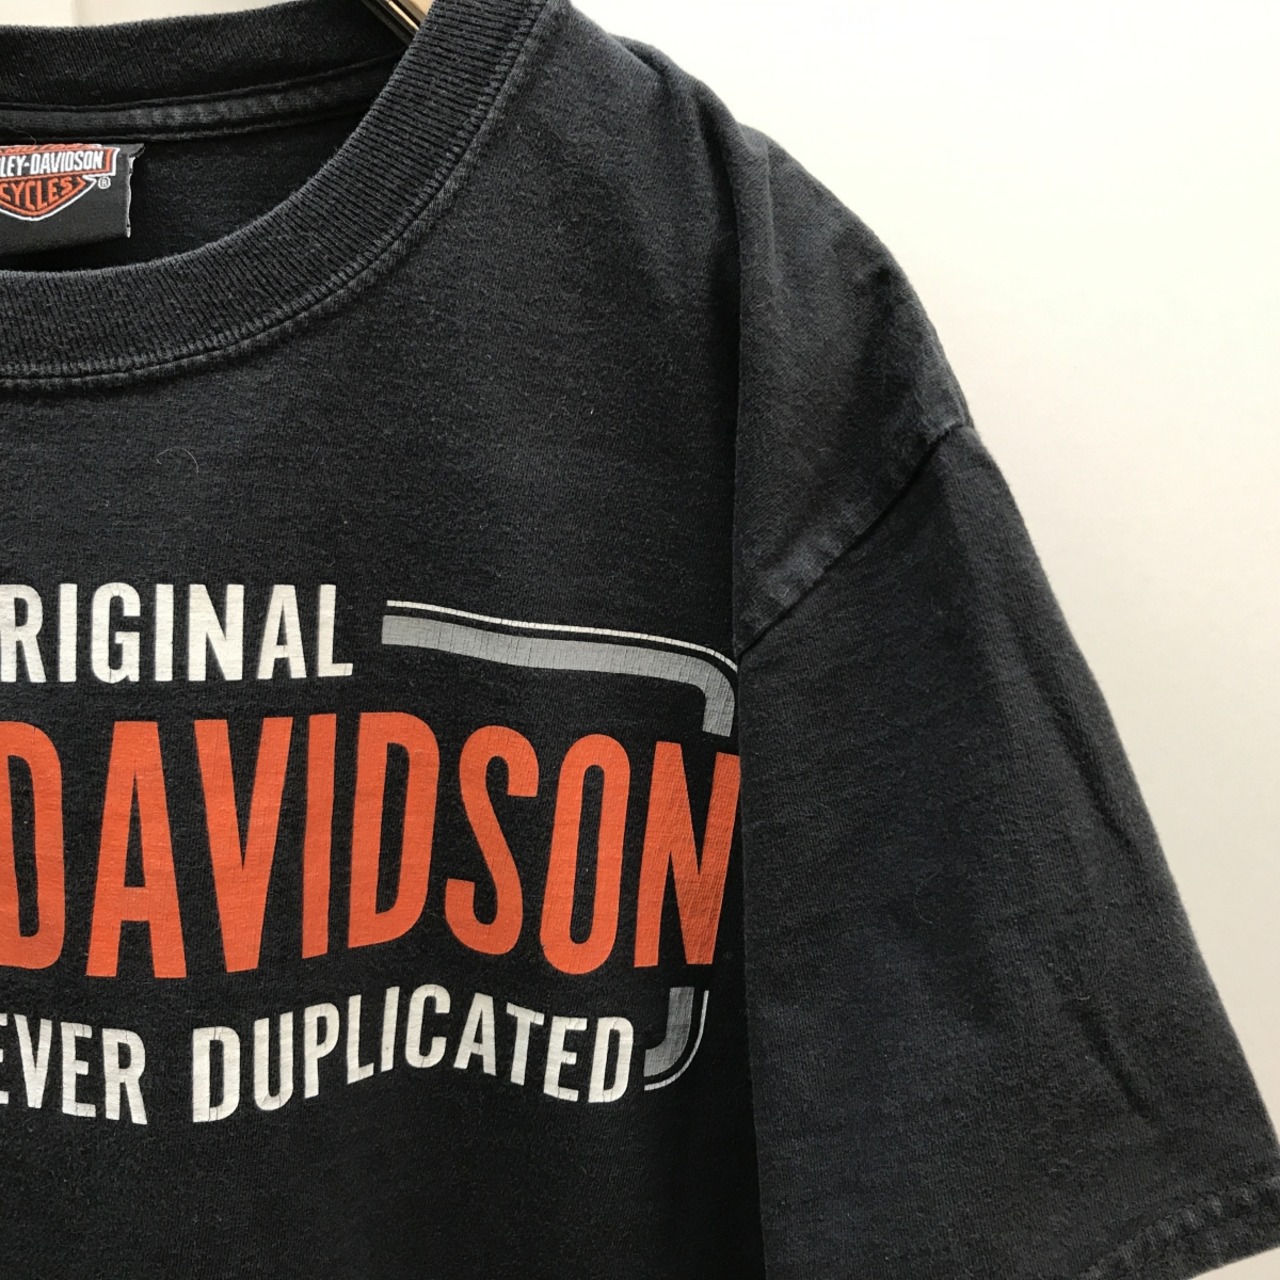 LEY-DAVIDSON
CYCLES®
RIGINAL
DAVIDSON
EVER DUPLICATED